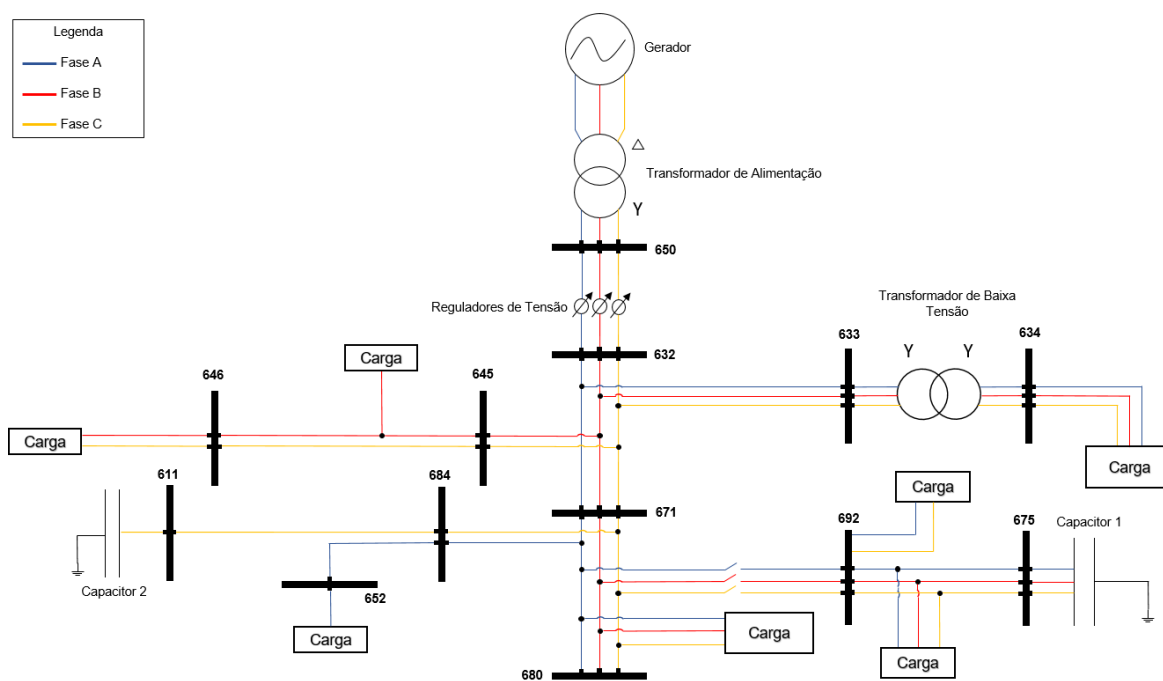 Legenda
Fase A
Fase B
Fase C
Gerador
△
Transformador de Alimentação
Y
650
Reguladores de Tensão
Transformador de Baixa
Tensão
632
633
634
Y Y
Carga
646
645
Carga
Carga
611
684
671
692
Carga
675
Capacitor 1
Capacitor 2
652
Carga
Carga
Carga
680